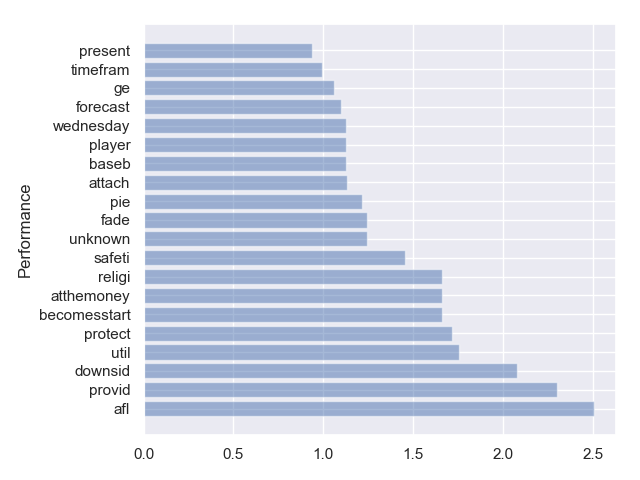 present
timefram
ge
forecast
wednesday
player
baseb
attach
pie
fade
unknown
safeti
religi
atthemoney
becomesstart
protect
util
downsid
provid
afl
Performance
0.0 0.5 1.0 1.5 2.0 2.5